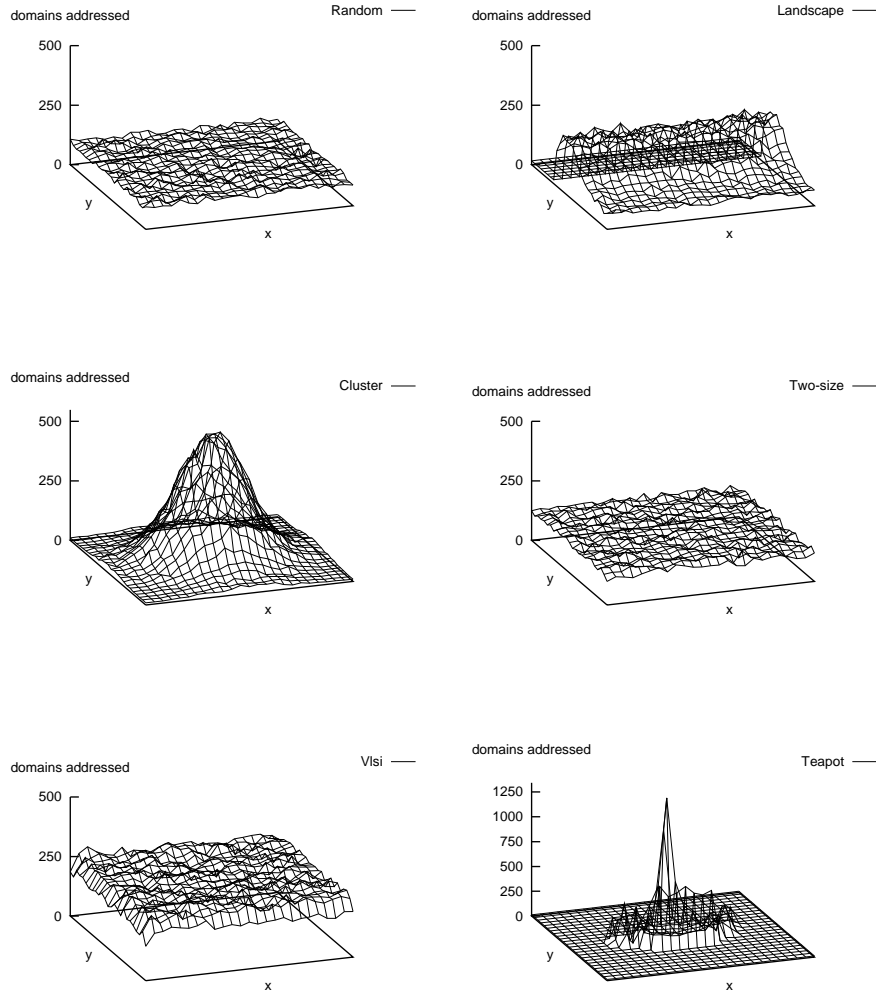 domains addressed
Random
500
250
0
y
x
domains addressed
Landscape
500
250
0
y
x
domains addressed
Cluster
500
250
0
y
x
domains addressed
Two-size
500
250
0
y
x
domains addressed
Vlsi
500
250
0
y
x
domains addressed
Teapot
1250
1000
750
500
250
0
y
x